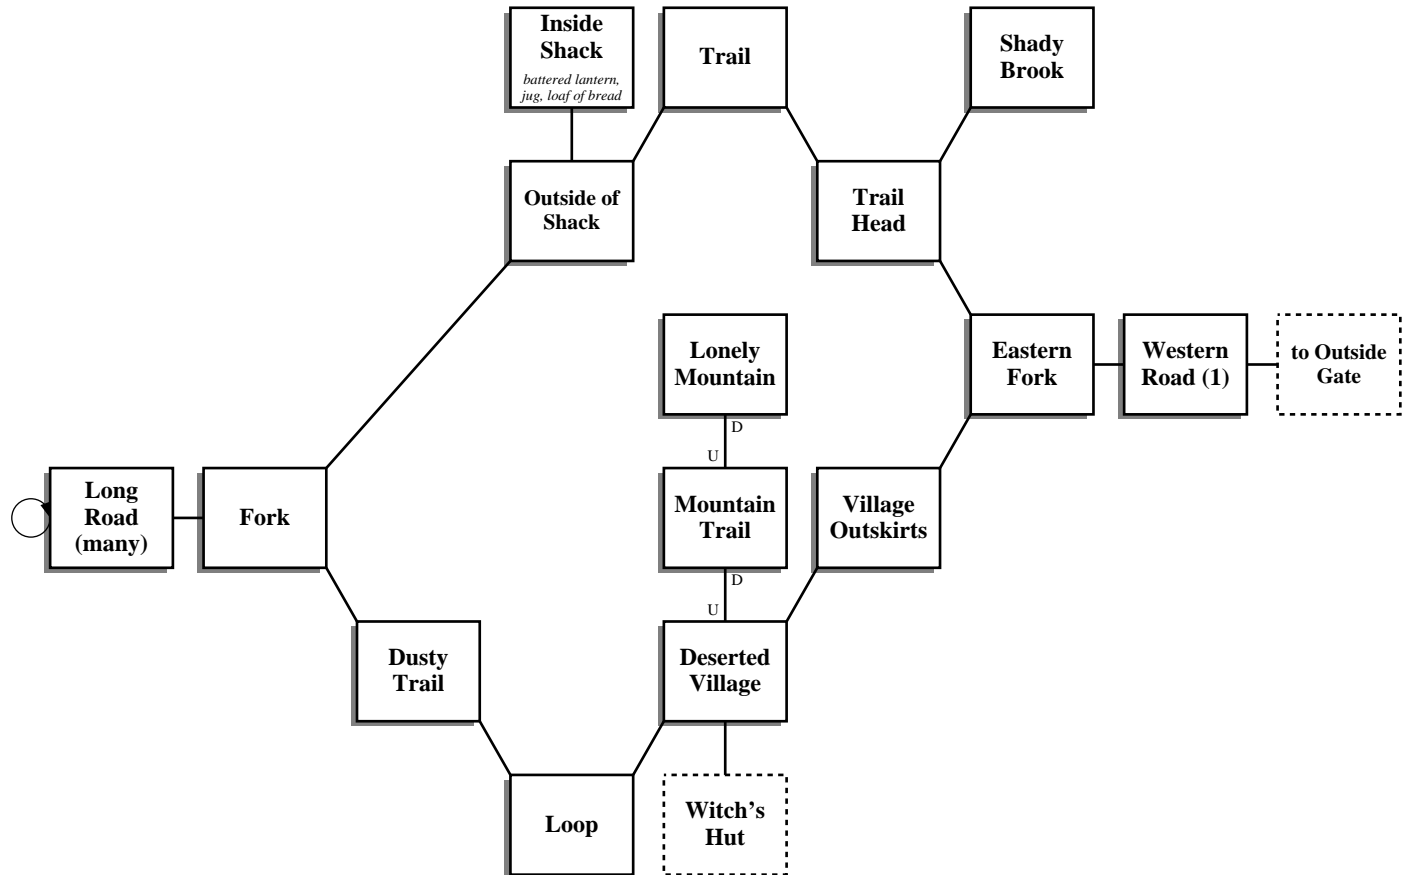 Inside
Shack
battered lantern,
jug, loaf of bread
Trail
Shady
Brook
Outside of
Shack
Trail
Head
Lonely
Mountain
Eastern
Fork
Western
Road (1)
to Outside
Gate
D
U
Long
Road
(many)
Fork
Mountain
Trail
Village
Outskirts
D
U
Dusty
Trail
Deserted
Village
Loop
Witch's
Hut